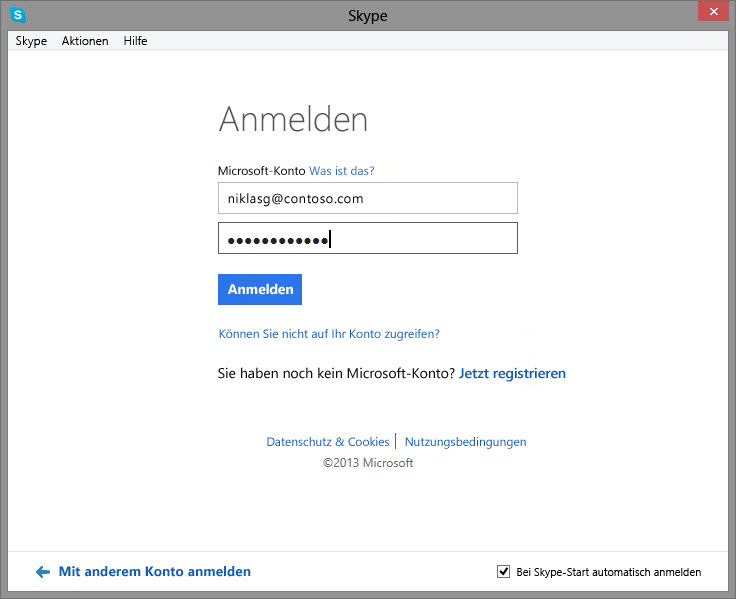 Skype
Skype Aktionen Hilfe
Anmelden
Microsoft-Konto Was ist das?
niklasg@contoso.com
●●●●●●●●●●●●
Anmelden
Können Sie nicht auf Ihr Konto zugreifen?
Sie haben noch kein Microsoft-Konto? Jetzt registrieren
Datenschutz & Cookies | Nutzungsbedingungen
©2013 Microsoft
Mit anderem Konto anmelden
Bei Skype-Start automatisch anmelden